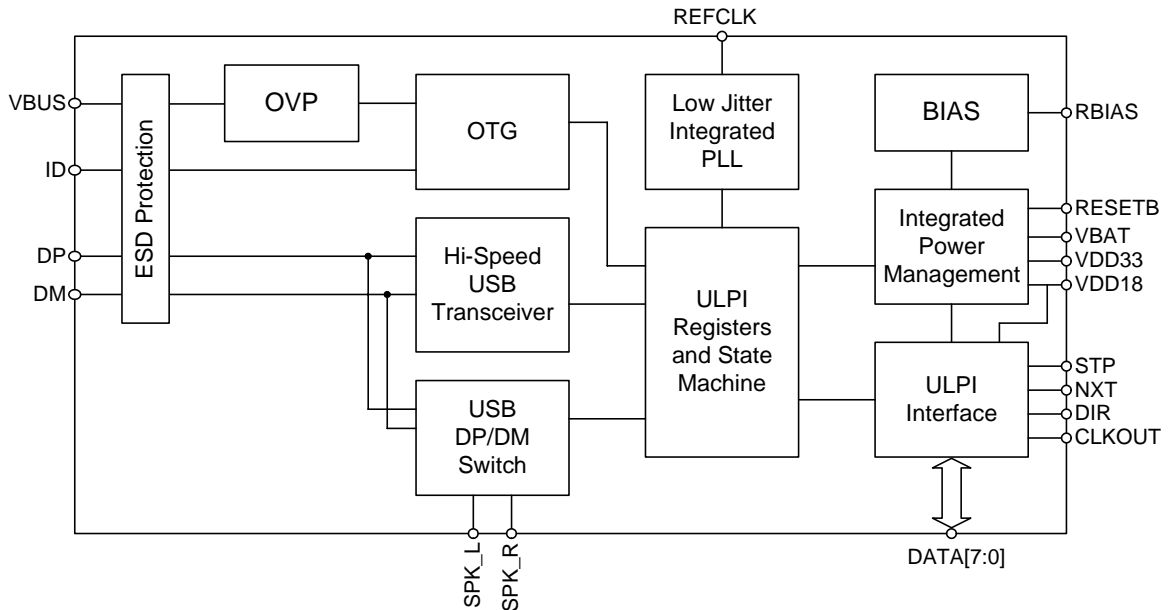 REFCLK
VBUS
ID
DP
DM
ESD Protection
OVP
OTG
Low Jitter
Integrated
PLL
BIAS
RBIAS
Integrated
Power
Management
RESETB
VBAT
VDD33
VDD18
Hi-Speed
USB
Transceiver
ULPI
Registers
and State
Machine
ULPI
Interface
STP
NXT
DIR
CLKOUT
USB
DP/DM
Switch
SPK_L
SPK_R
DATA[7:0]